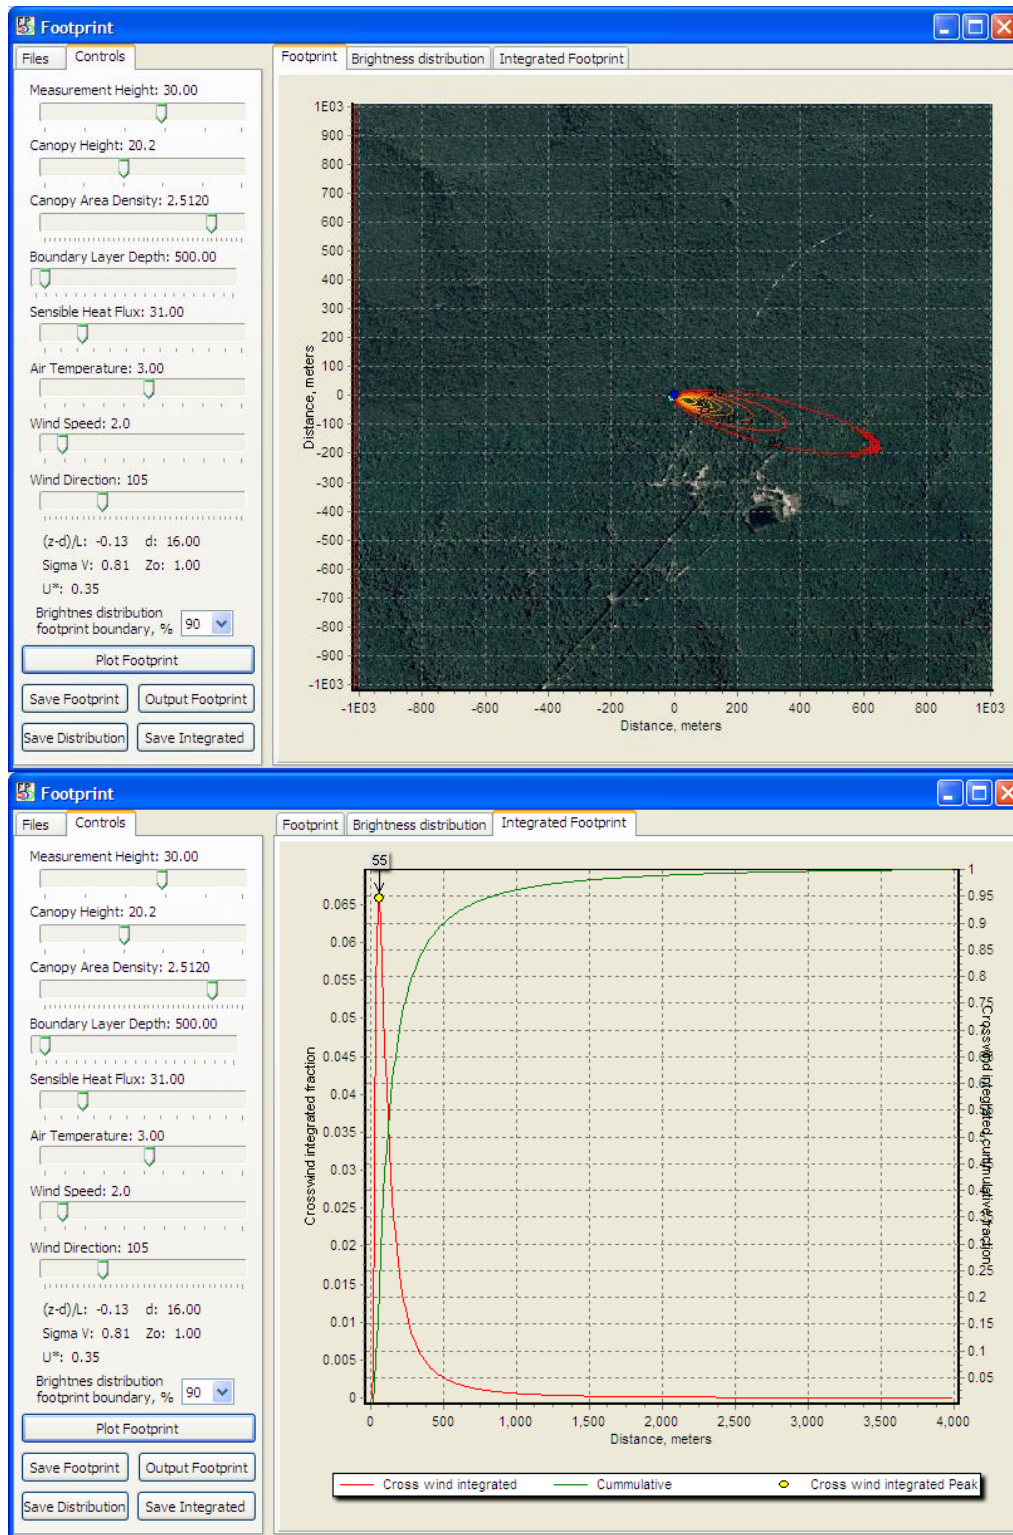 Footprint
Files Controls
Footprint Brightness distribution Integrated Footprint
Measurement Height: 30.00
Canopy Height: 20.2
Canopy Area Density: 2.5120
Boundary Layer Depth: 500.00
Sensible Heat Flux: 31.00
Air Temperature: 3.00
Wind Speed: 2.0
Wind Direction: 105
(z-d)/L: -0.13 d: 16.00
Sigma V: 0.81 Zo: 1.00
U*: 0.35
Brightnes distribution
footprint boundary, % 90
Plot Footprint
Save Footprint Output Footprint
Save Distribution Save Integrated
Distance, meters
1E03
900
800
700
600
500
400
300
200
100
0
-100
-200
-300
-400
-500
-600
-700
-800
-900
-1E03
-1E03 -800 -600 -400 -200 0 200 400 600 800 1E03
Distance, meters
Footprint
Files Controls
Footprint Brightness distribution Integrated Footprint
Measurement Height: 30.00
Canopy Height: 20.2
Canopy Area Density: 2.5120
Boundary Layer Depth: 500.00
Sensible Heat Flux: 31.00
Air Temperature: 3.00
Wind Speed: 2.0
Wind Direction: 105
(z-d)/L: -0.13 d: 16.00
Sigma V: 0.81 Zo: 1.00
U*: 0.35
Brightnes distribution
footprint boundary, % 90
Plot Footprint
Save Footprint Output Footprint
Save Distribution Save Integrated
55
Crosswind integrated fraction
0.065
0.06
0.055
0.05
0.045
0.04
0.035
0.03
0.025
0.02
0.015
0.01
0.005
0
1
0.95
0.9
0.85
0.8
0.75
0.7
0.35
0.3
0.25
0.2
0.15
0.1
0.05
Crosswind integrated, cummulative fraction
0 500 1,000 1,500 2,000 2,500 3,000 3,500 4,000
Distance, meters
Cross wind integrated Cummulative Cross wind integrated Peak